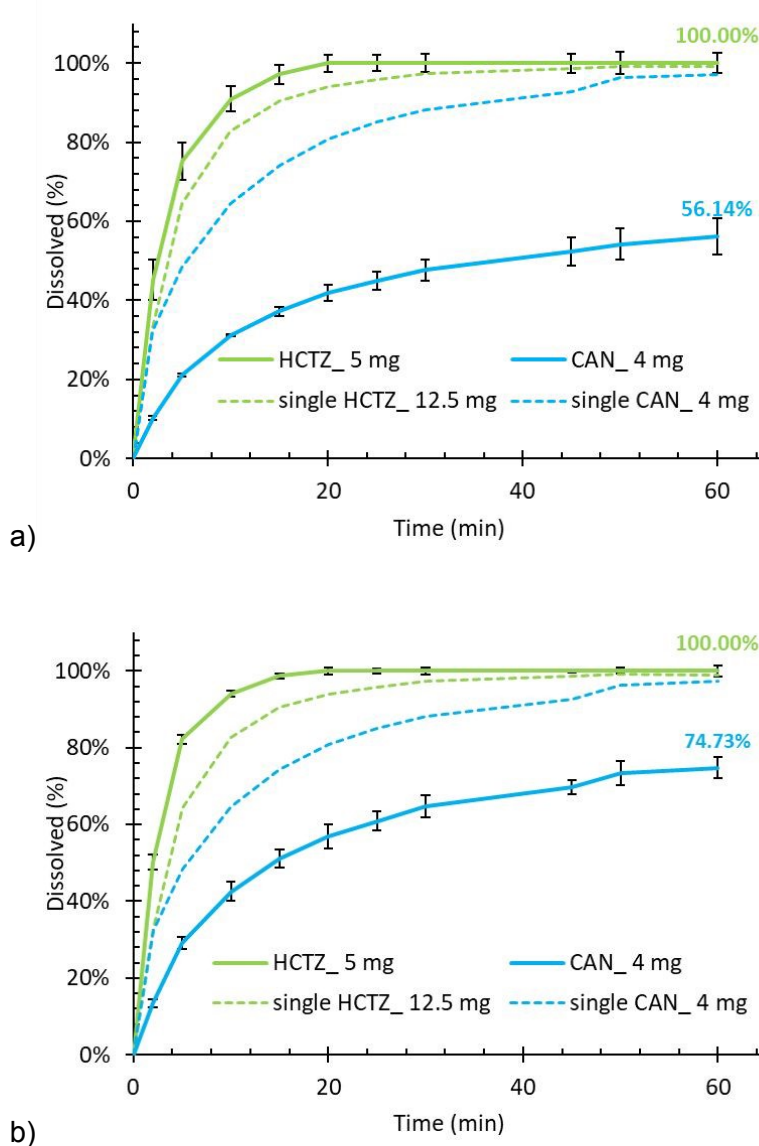 100.00%
100%
80%
60%
40%
20%
0%
Dissolved (%)
56.14%
HCTZ_ 5 mg
CAN_ 4 mg
single HCTZ_ 12.5 mg
single CAN_ 4 mg
0 20 40 60
Time (min)
a)
100.00%
100%
80%
60%
40%
20%
0%
Dissolved (%)
74.73%
HCTZ_ 5 mg
CAN_ 4 mg
single HCTZ_ 12.5 mg
single CAN_ 4 mg
0 20 40 60
Time (min)
b)